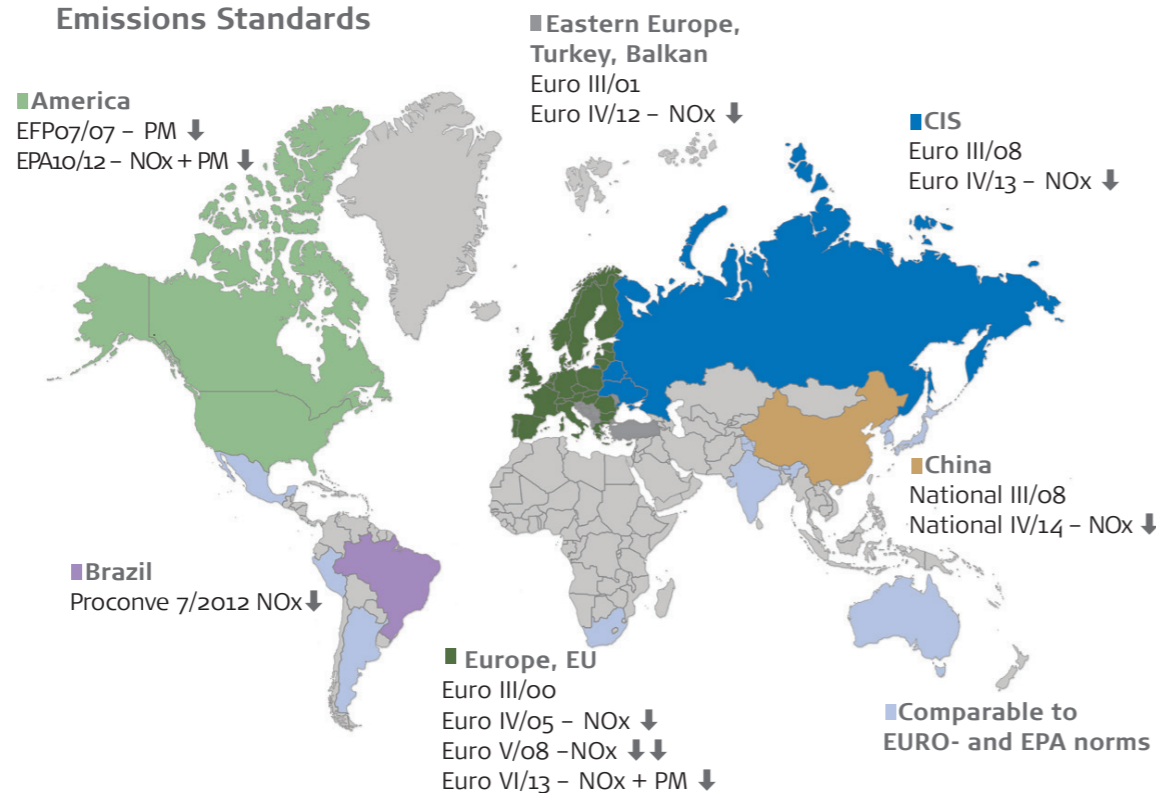 Emissions Standards
Eastern Europe,
Turkey, Balkan
Euro III/01
Euro IV/12 – NOx ↓
America
EFP07/07 – PM ↓
EPA10/12 – NOx + PM ↓
CIS
Euro III/08
Euro IV/13 – NOx ↓
China
National III/08
National IV/14 – NOx ↓
Brazil
Proconve 7/2012 NOx ↓
Europe, EU
Euro III/00
Euro IV/05 – NOx ↓
Euro V/08 –NOx ↓↓
Euro VI/13 – NOx + PM ↓
Comparable to
EURO- and EPA norms